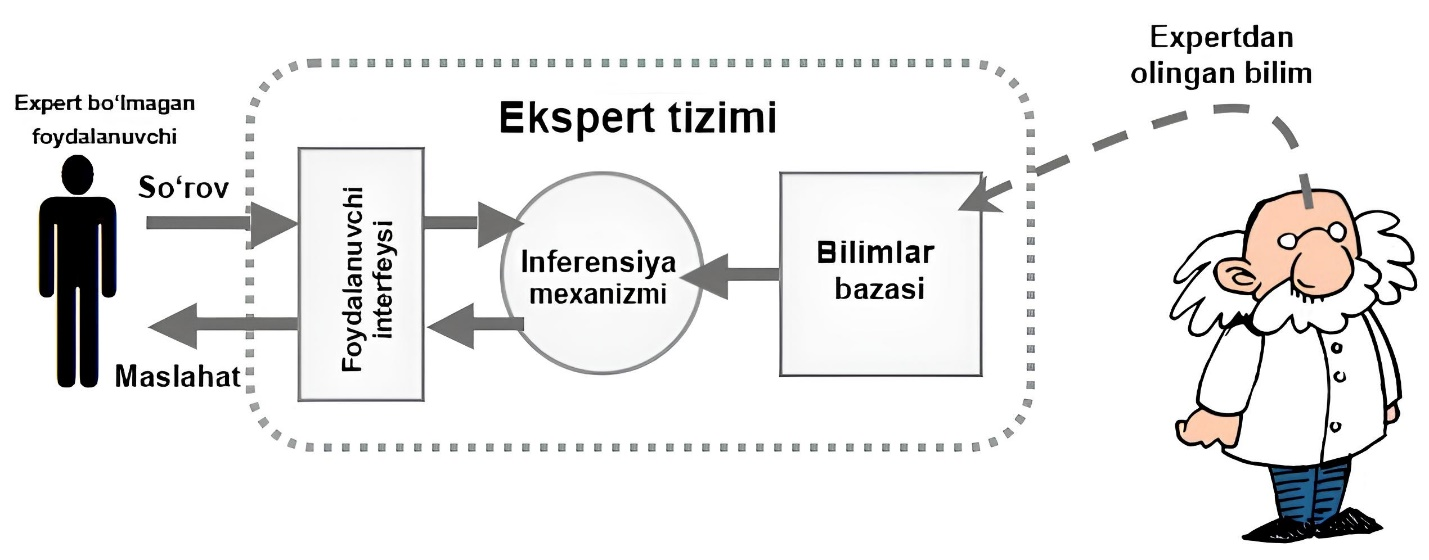 Expertdan
olingan bilim
Expert bo‘lmagan
foydalanuvchi
Ekspert tizimi
So‘rov
Foydalanuvchi
interfeysi
Inferensiya
mexanizmi
Bilimlar
bazasi
Maslahat